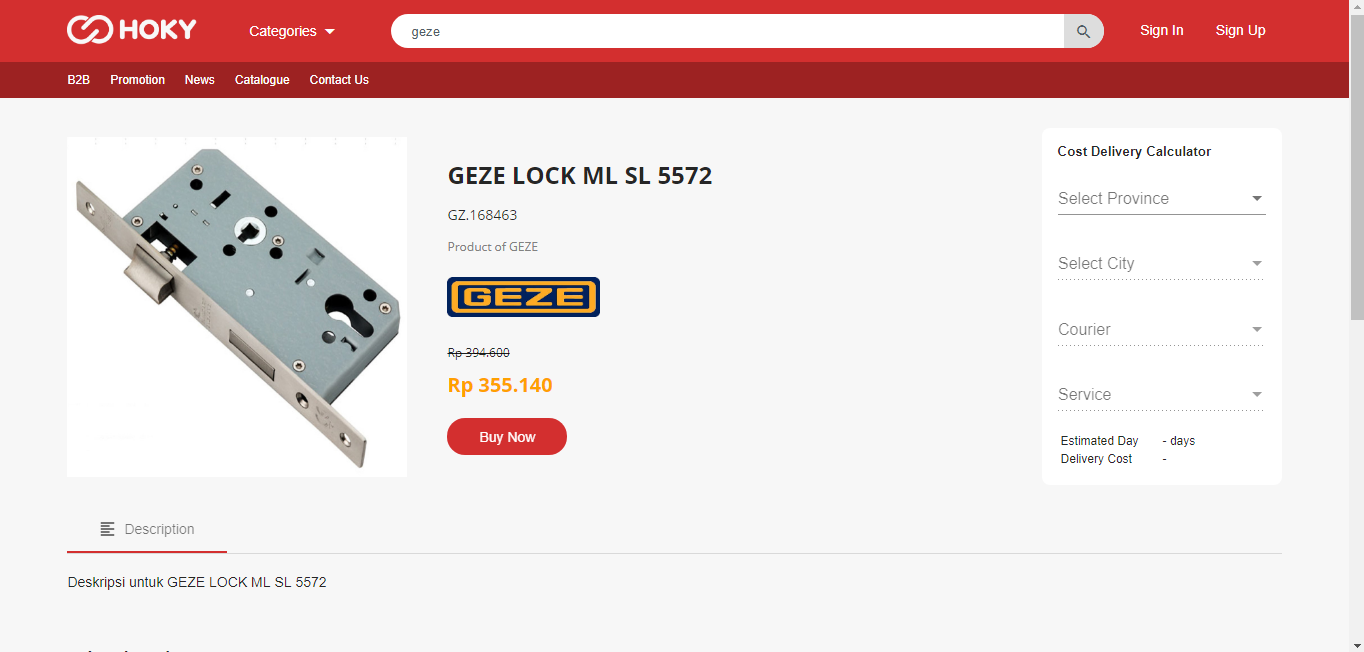 HOKY
Categories
geze
Sign In
Sign Up
B2B
Promotion
News
Catalogue
Contact Us
GEZE LOCK ML SL 5572
GZ.168463
Product of GEZE
GEZE
Rp 394.600
Rp 355.140
Buy Now
Cost Delivery Calculator
Select Province
Select City
Courier
Service
Estimated Day - days
Delivery Cost -
Description
Deskripsi untuk GEZE LOCK ML SL 5572